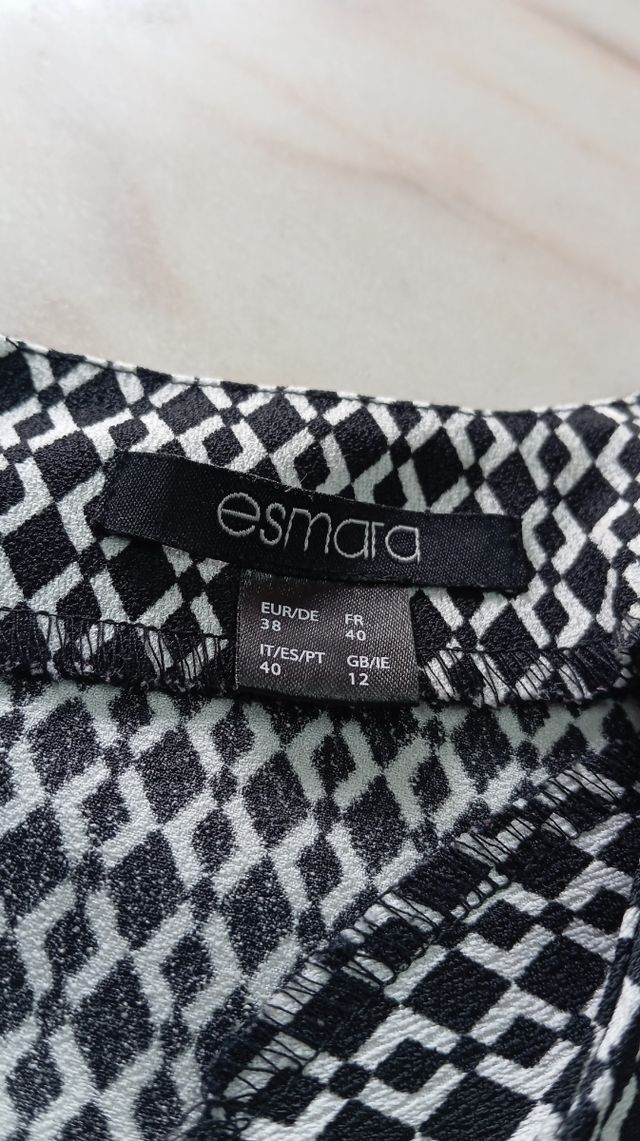 esmara
EUR/DE FR
38 40
IT/ES/PT GB/IE
40 12